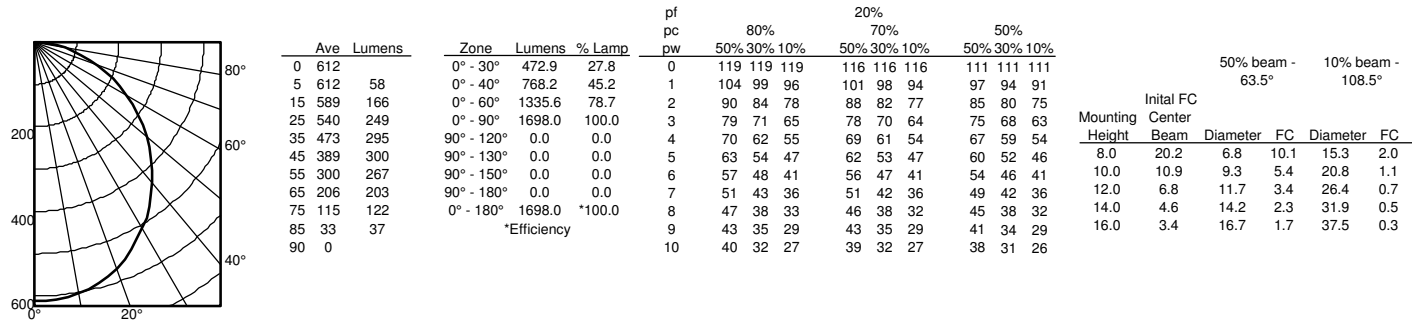 80°
60°
40°
200
400
600
0° 20°
Ave Lumens
0 612
5 612 58
15 589 166
25 540 249
35 473 295
45 389 300
55 300 267
65 206 203
75 115 122
85 33 37
90 0
Zone Lumens % Lamp
0° - 30° 472.9 27.8
0° - 40° 768.2 45.2
0° - 60° 1335.6 78.7
0° - 90° 1698.0 100.0
90° - 120° 0.0 0.0
90° - 130° 0.0 0.0
90° - 150° 0.0 0.0
90° - 180° 0.0 0.0
0° - 180° 1698.0 *100.0
*Efficiency
pf 20%
pc 80% 70% 50%
pw 50% 30% 10% 50% 30% 10% 50% 30% 10%
0 119 119 119 116 116 116 111 111 111
1 104 99 96 101 98 94 97 94 91
2 90 84 78 88 82 77 85 80 75
3 79 71 65 78 70 64 75 68 63
4 70 62 55 69 61 54 67 59 54
5 63 54 47 62 53 47 60 52 46
6 57 48 41 56 47 41 54 46 41
7 51 43 36 51 42 36 49 42 36
8 47 38 33 46 38 32 45 38 32
9 43 35 29 43 35 29 41 34 29
10 40 32 27 39 32 27 38 31 26
50% beam - 10% beam -
63.5° 108.5°
Inital FC
Mounting Center
Height Beam Diameter FC Diameter FC
8.0 20.2 6.8 10.1 15.3 2.0
10.0 10.9 9.3 5.4 20.8 1.1
12.0 6.8 11.7 3.4 26.4 0.7
14.0 4.6 14.2 2.3 31.9 0.5
16.0 3.4 16.7 1.7 37.5 0.3